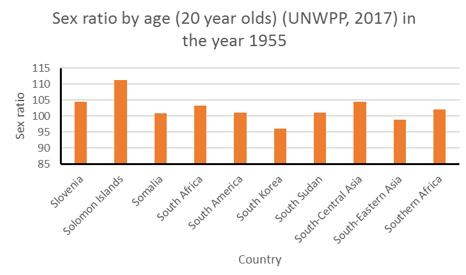 Sex ratio by age (20 year olds) (UNWPP, 2017) in
the year 1955
115
110
105
100
95
90
85
Sex ratio
Slovenia
Solomon Islands
Somalia
South Africa
South America
South Korea
South Sudan
South-Central Asia
South-Eastern Asia
Southern Africa
Country